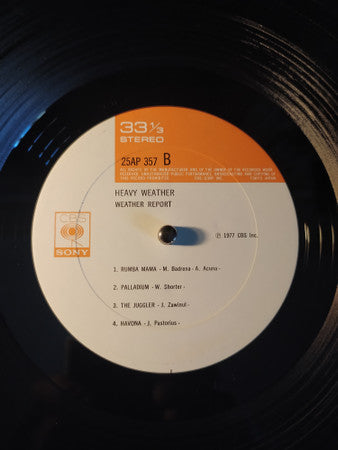 33 1/3
STEREO
25AP 357 B
ALL RIGHTS OF THE MANUFACTURER AND OF THE OWNER OF THE RECORDED WORK
RESERVED. UNAUTHORIZED PUBLIC PERFORMANCE, BROADCASTING AND COPYING OF
THIS RECORD PROHIBITED
HEAVY WEATHER
WEATHER REPORT
CBS
SONY
Ⓟ 1977 CBS Inc.
1. RUMBA MAMA - M. Badrena - A. Acuna -
2. PALLADIUM - W. Shorter -
3. THE JUGGLER - J. Zawinul -
4. HAVONA - J. Pastorius -